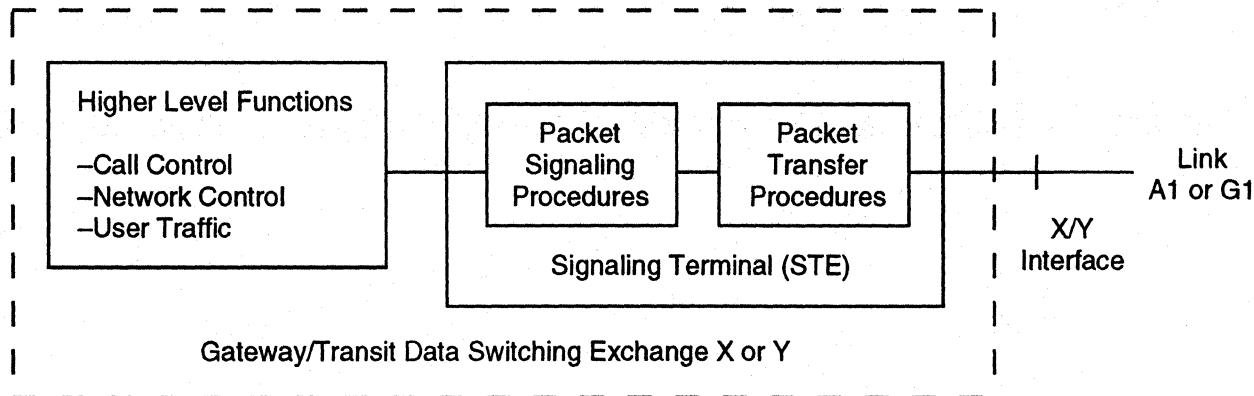 Higher Level Functions
–Call Control
–Network Control
–User Traffic
Packet
Signaling
Procedures
Packet
Transfer
Procedures
Signaling Terminal (STE)
Gateway/Transit Data Switching Exchange X or Y
X/Y
Interface
Link
A1 or G1